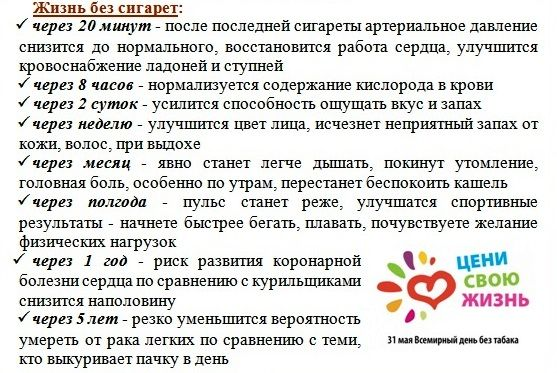 Жизнь без сигарет:
✓ через 20 минут - после последней сигареты артериальное давление
снизится до нормального, восстановится работа сердца, улучшится
кровоснабжение ладоней и ступней
✓ через 8 часов - нормализуется содержание кислорода в крови
✓ через 2 суток - усилится способность ощущать вкус и запах
✓ через неделю - улучшится цвет лица, исчезнет неприятный запах от
кожи, волос, при выдохе
✓ через месяц - явно станет легче дышать, покинут утомление,
головная боль, особенно по утрам, перестанет беспокоить кашель
✓ через полгода - пульс станет реже, улучшатся спортивные
результаты - начнете быстрее бегать, плавать, почувствуете желание
физических нагрузок
✓ через 1 год - риск развития коронарной
болезни сердца по сравнению с курильщиками
снизится наполовину
✓ через 5 лет - резко уменьшится вероятность
умереть от рака легких по сравнению с теми,
кто выкуривает пачку в день
ЦЕНИ
СВОЮ
ЖИЗНЬ
31 мая Всемирный день без табака